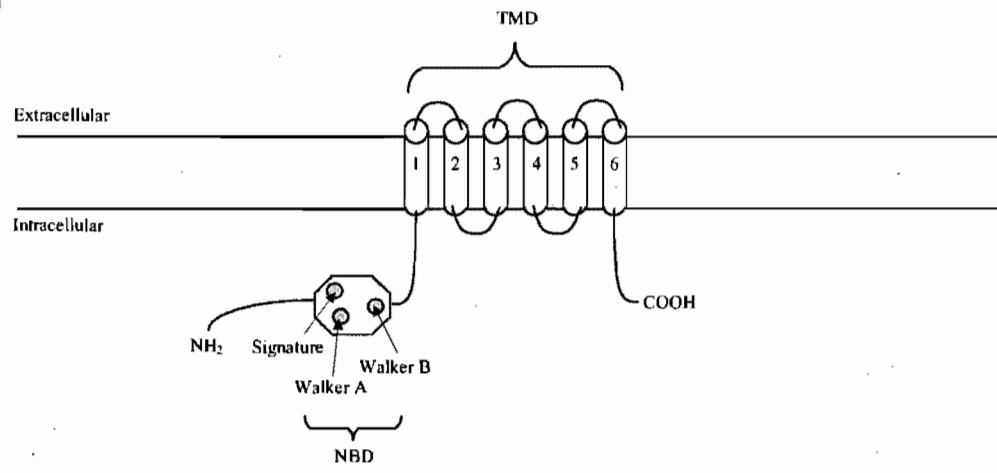 TMD
Extracellular
1 2 3 4 5 6
Intracellular
COOH
NH₂
Signature
Walker B
Walker A
NBD